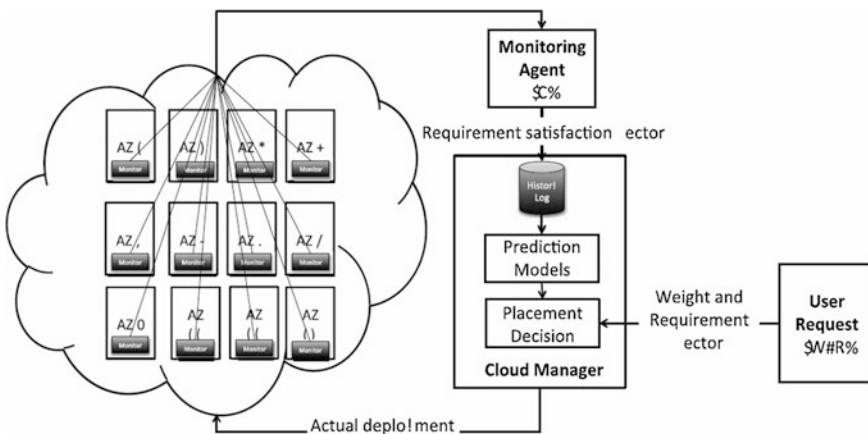 Monitoring
Agent
$C%
Requirement satisfaction ector
AZ (
Monitor
AZ )
Monitor
AZ *
Monitor
AZ +
Monitor
AZ ,
Monitor
AZ -
Monitor
AZ .
Monitor
AZ /
Monitor
AZ 0
Monitor
AZ
( (
Monitor
AZ
( (
Monitor
AZ
( )
Monitor
Histor!
Log
Prediction
Models
Placement
Decision
Cloud Manager
Weight and
Requirement
ector
User
Request
$W#R%
Actual deplo!ment